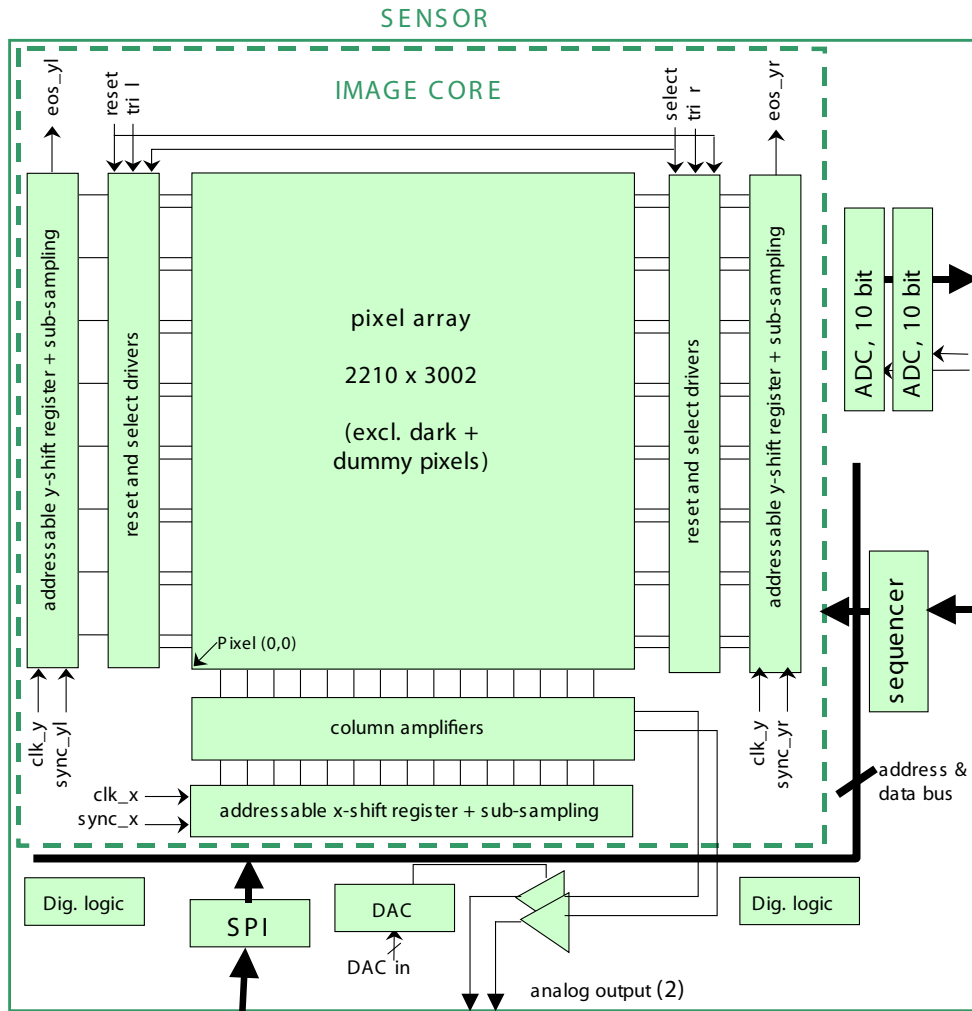 SENSOR
IMAGE CORE
eos_yl
reset
tri l
select
tri r
eos_yr
addressable y-shift register + sub-sampling
reset and select drivers
pixel array
2210 x 3002
(excl. dark +
dummy pixels)
reset and select drivers
addressable y-shift register + sub-sampling
ADC, 10 bit
ADC, 10 bit
Pixel (0,0)
sequencer
clk_y
sync_yl
column amplifiers
clk_y
sync_yr
address &
data bus
clk_x
sync_x
addressable x-shift register + sub-sampling
Dig. logic
SPI
DAC
Dig. logic
DAC in
analog output (2)